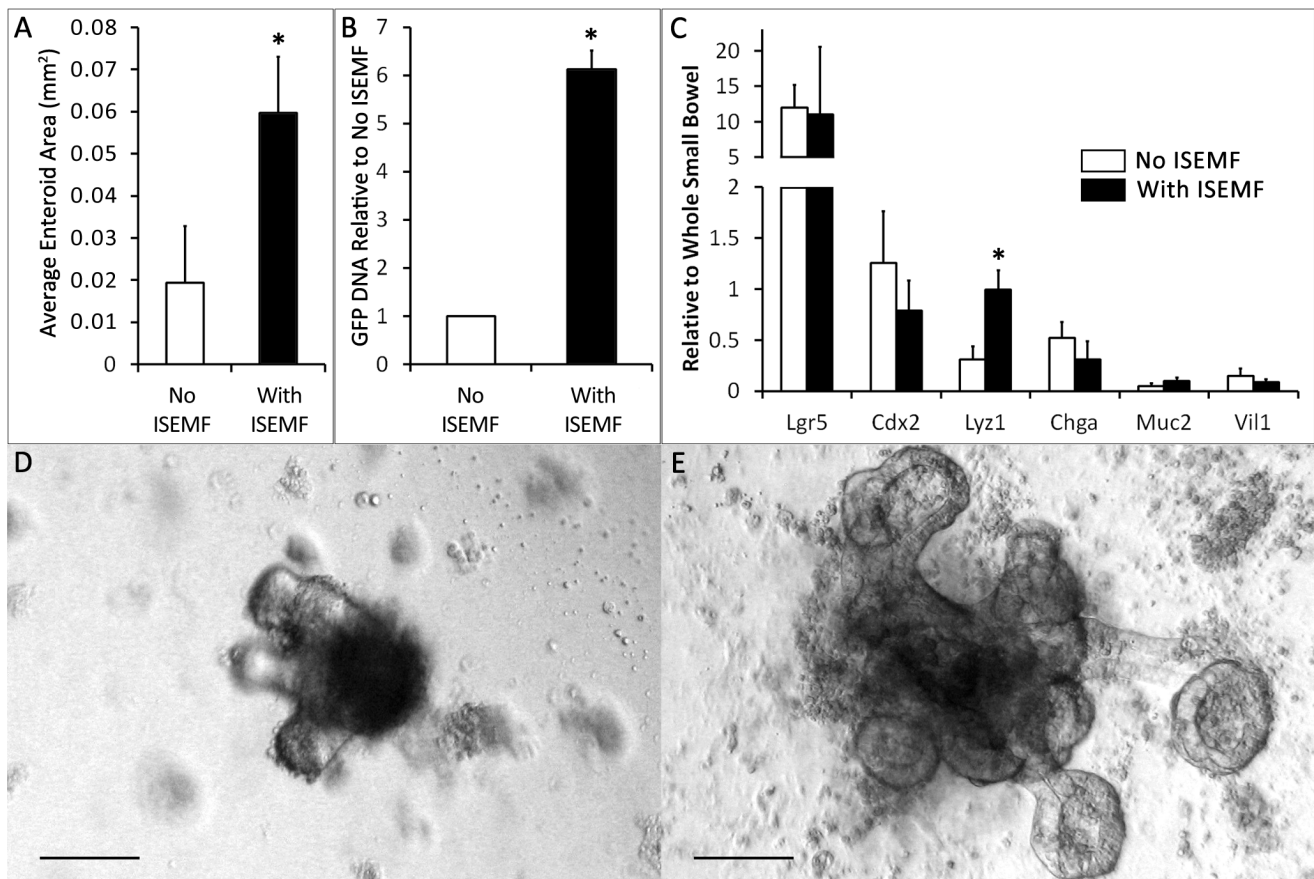 A
Average Enteroid Area (mm²)
0.08
0.07
0.06
0.05
0.04
0.03
0.02
0.01
0
*
No
ISEMF
With
ISEMF
B
GFP DNA Relative to No ISEMF
7
6
5
4
3
2
1
0
*
No
ISEMF
With
ISEMF
C
Relative to Whole Small Bowel
20
15
10
5
2
1.5
1
0.5
0
*
No ISEMF
With ISEMF
Lgr5 Cdx2 Lyz1 Chga Muc2 Vil1
D
E